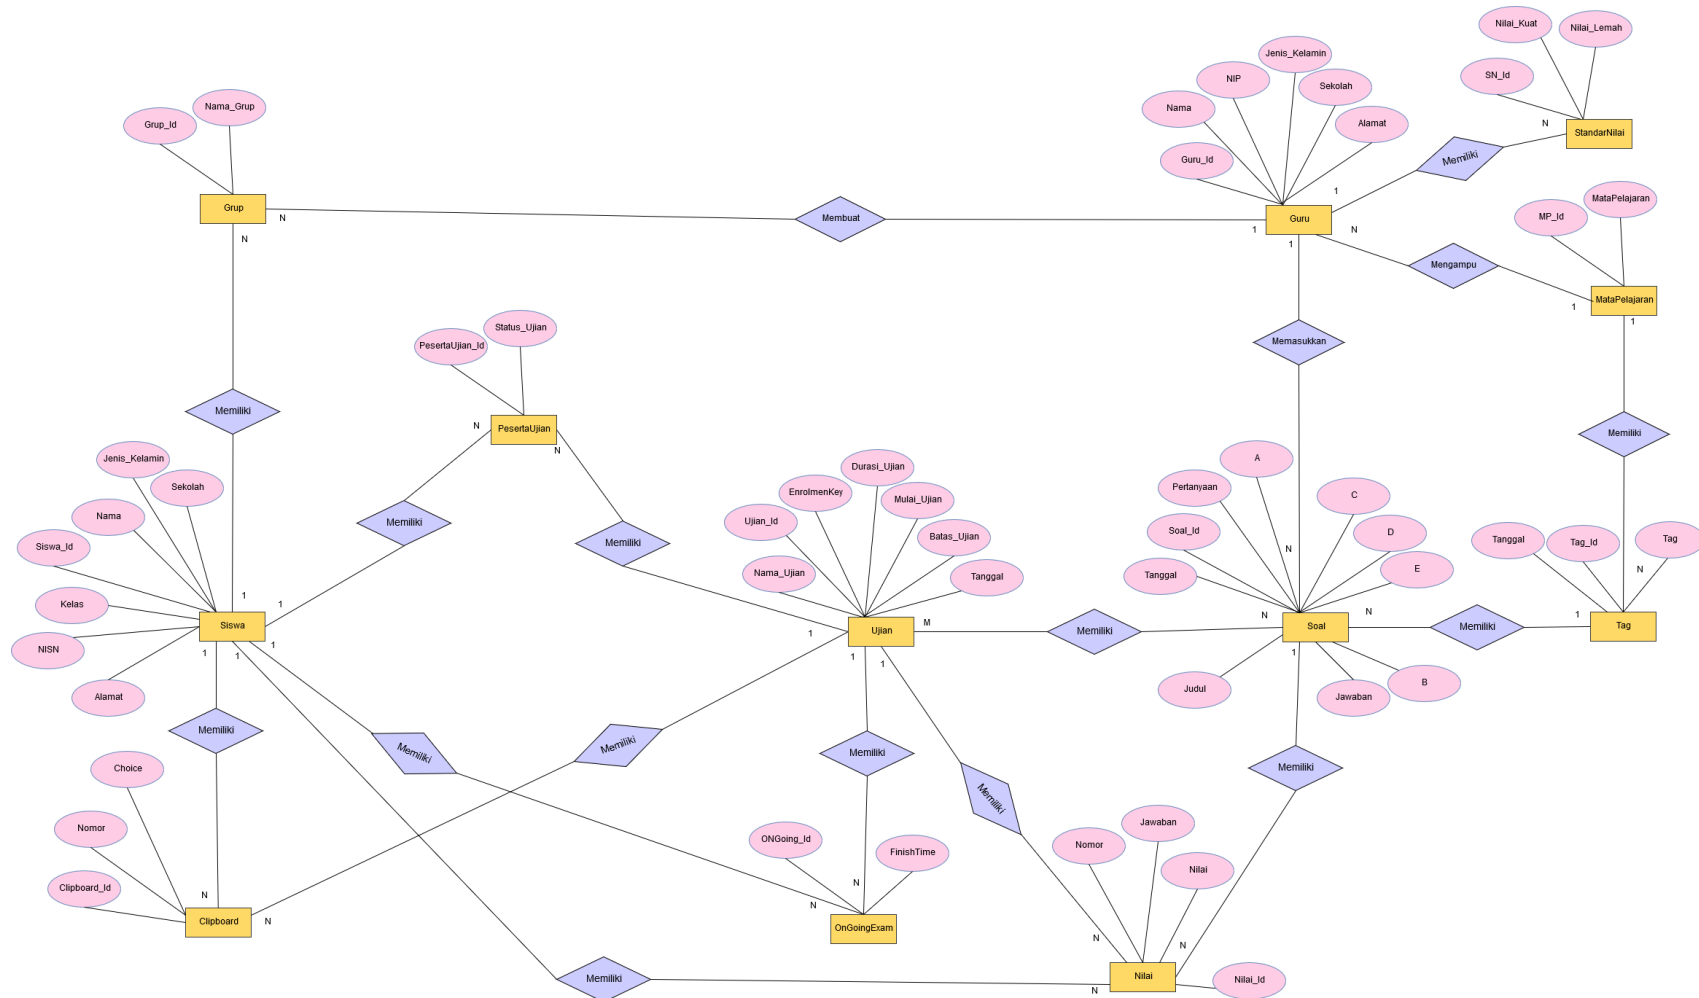 Nilai_Kuat
Nilai_Lemah
Jenis_Kelamin
NIP
SN_Id
Sekolah
Nama_Grup
Nama
Grup_Id
Alamat
N
StandarNilai
Memiliki
Guru_Id
1
MataPelajaran
MP_Id
Grup
N
Membuat
Guru
1
1
N
N
Mengampu
MataPelajaran
1
1
Status_Ujian
PesertaUjian_Id
Memasukkan
Memiliki
N
PesertaUjian
N
Memiliki
Jenis_Kelamin
Sekolah
Nama
Siswa_Id
Memiliki
Memiliki
Durasi_Ujian
EnrolmenKey
Mulai_Ujian
Ujian_Id
Batas_Ujian
Nama_Ujian
Tanggal
A
Pertanyaan
C
Soal_Id
D
N
E
Tanggal
Tanggal
Tag_Id
Tag
N
Kelas
1
1
Siswa
NISN
1
1
1
Alamat
1
Ujian
M
1
1
Memiliki
N
Soal
N
1
Memiliki
1
Tag
Judul
Jawaban
B
Memiliki
Memiliki
Memiliki
Memiliki
Memiliki
Memiliki
Choice
Nomor
Clipboard_Id
N
Clipboard
N
ONGoing_Id
FinishTime
N
N
OnGoingExam
Nomor
Jawaban
Nilai
N
N
Memiliki
Nilai
N
Nilai_Id